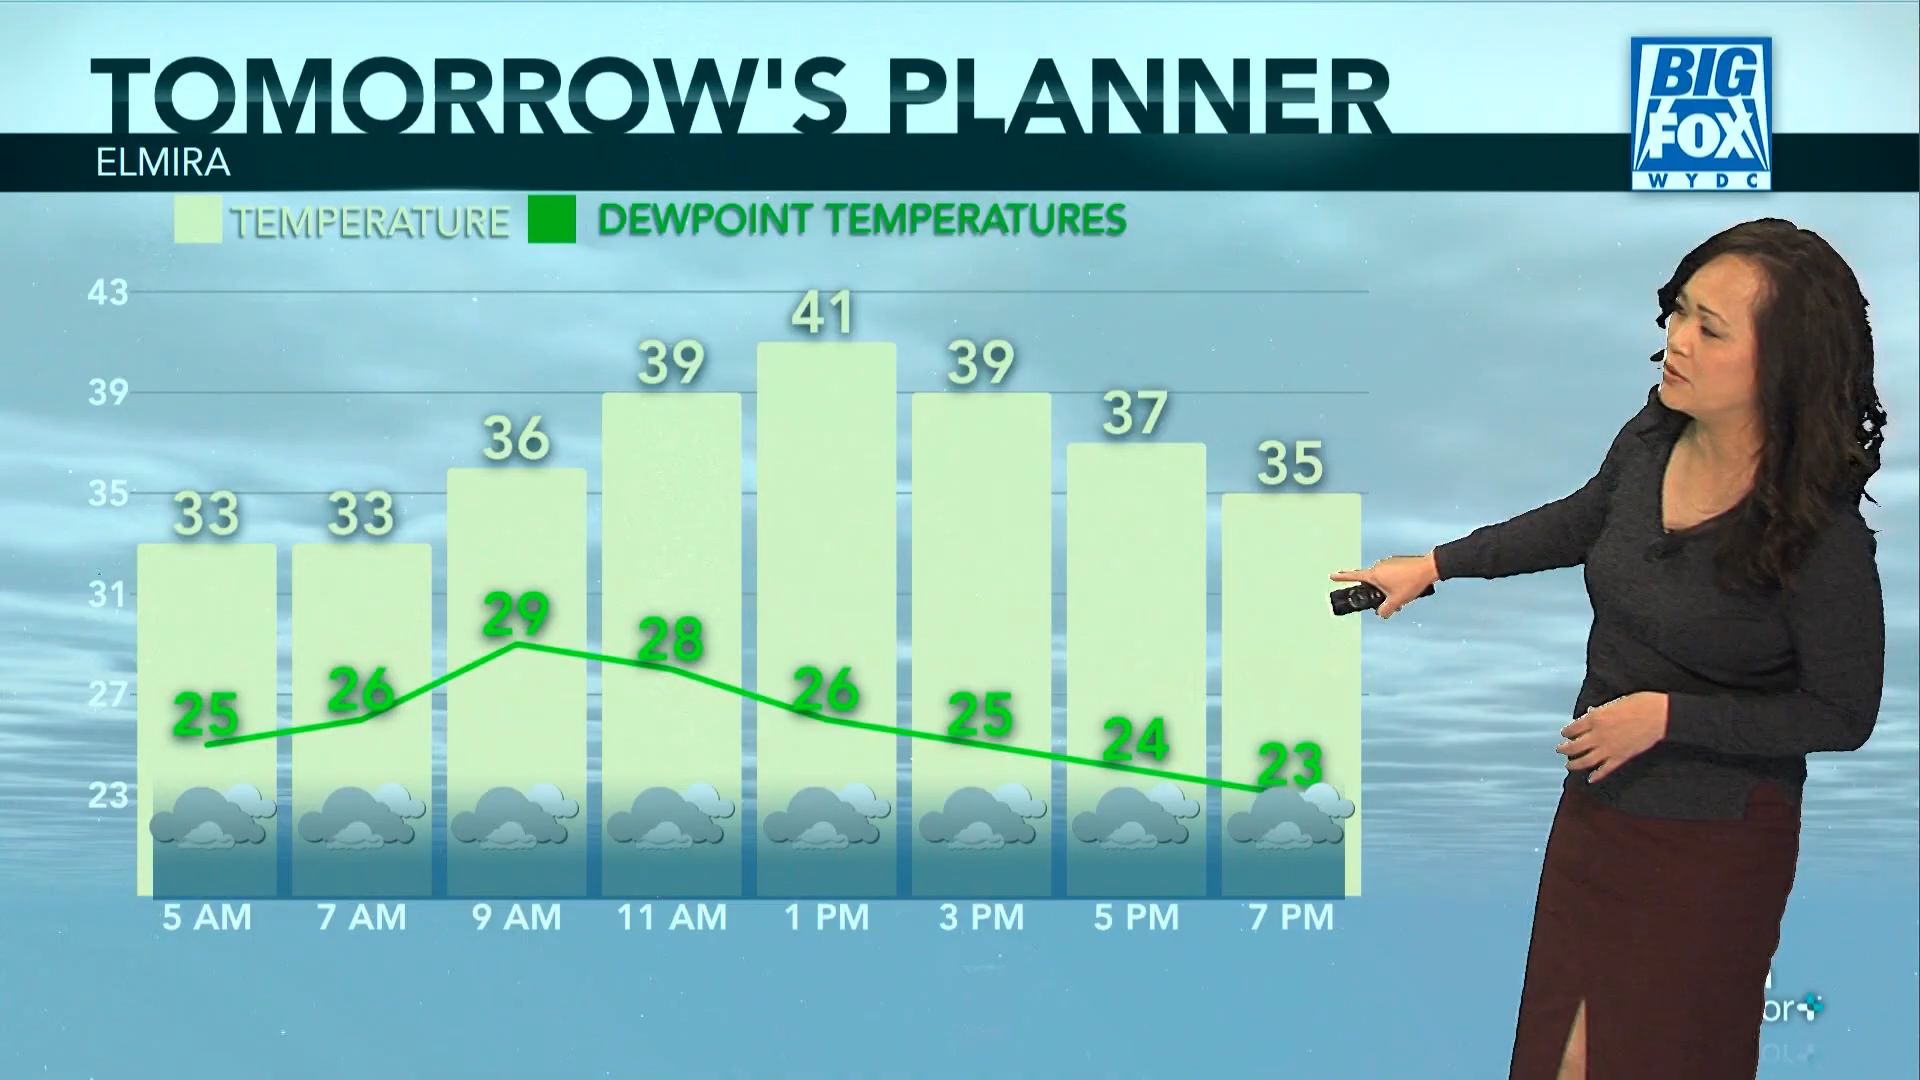 TOMORROW'S PLANNER
ELMIRA
BIG
FOX
WYDC
TEMPERATURE DEWPOINT TEMPERATURES
43
39
35
31
27
23
33 33 36 39 41 39 37 35
25 26 29 28 26 25 24 23
5 AM 7 AM 9 AM 11 AM 1 PM 3 PM 5 PM 7 PM